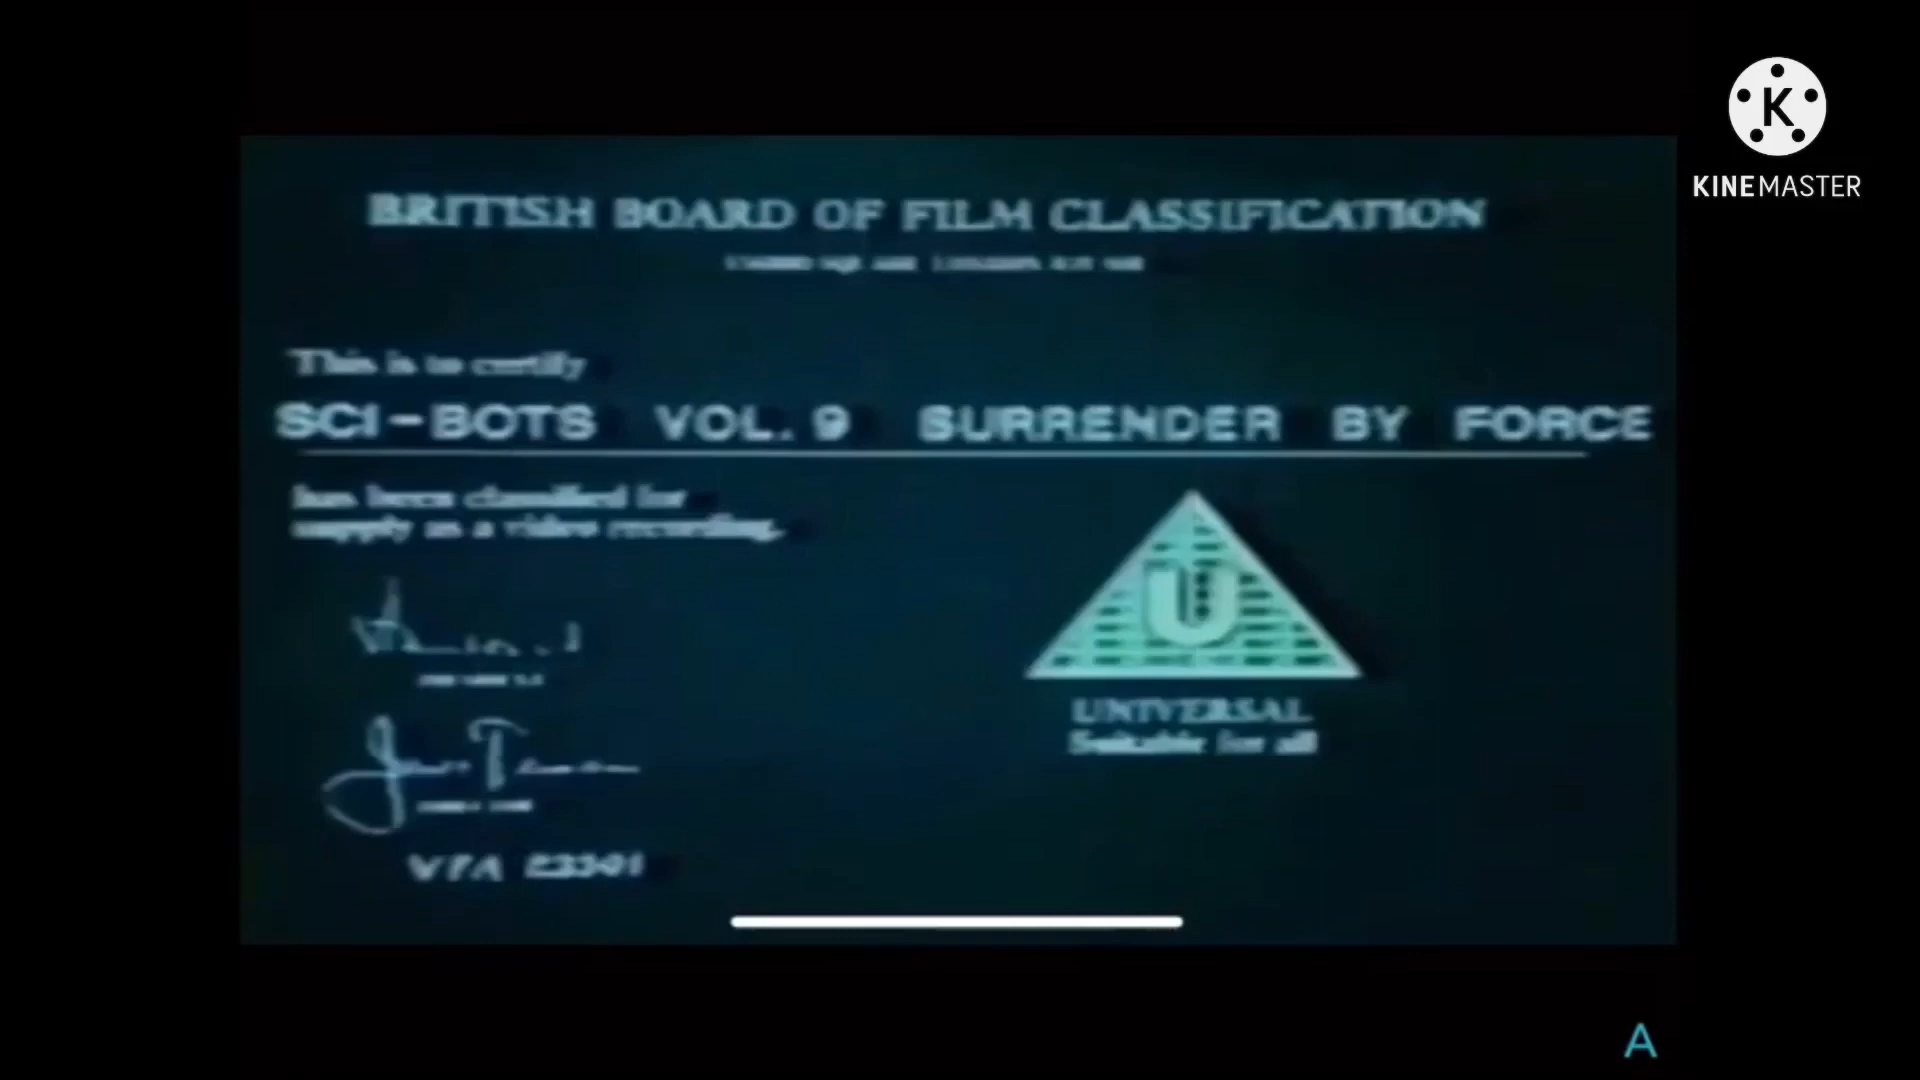 BRITISH BOARD OF FILM CLASSIFICATION
This is to certify
SCI-BOTS VOL. 9 SURRENDER BY FORCE
has been classified for
supply as a video recording.
U
UNIVERSAL
Suitable for all
K
KINEMASTER
A